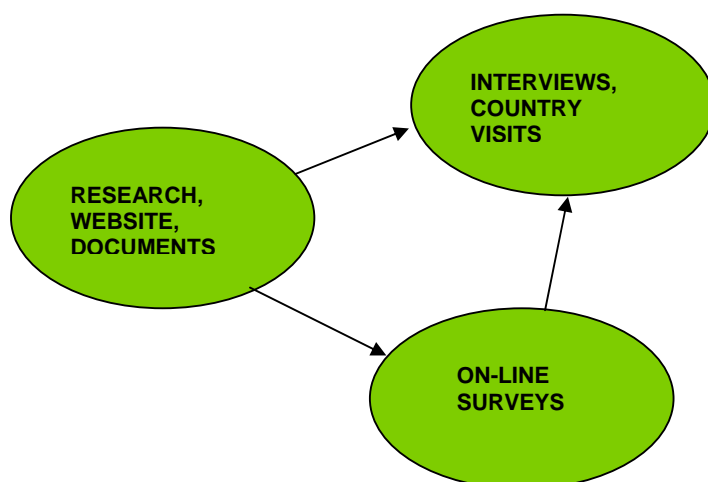 INTERVIEWS,
COUNTRY
VISITS
RESEARCH,
WEBSITE,
DOCUMENTS
ON-LINE
SURVEYS